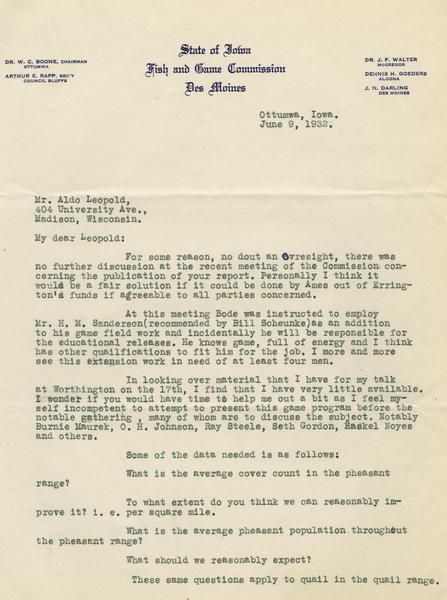 State of Iowa
Fish and Game Commission
Des Moines
DR. W. C. BOONE, CHAIRMAN
OTTUMWA
ARTHUR E. RAPP, SEC'Y
COUNCIL BLUFFS
DR. J. F. WALTER
MCGREGOR
DENNIS H. GOEDERS
ALGONA
J. N. DARLING
DES MOINES
Ottumwa, Iowa.
June 9, 1932.
Mr. Aldo Leopold,
404 University Ave.,
Madison, Wisconsin.
My dear Leopold:
For some reason, no dout an Ovresight, there was
no further discussion at the recent meeting of the Commission con-
cerning the publication of your report. Personally I think it
would be a fair solution if it could be done by Ames out of Erring-
ton's funds if agreeable to all parties concerned.
At this meeting Bode was instructed to employ
Mr. H. M. Sanderson(recommended by Bill Scheunke)as an addition
to his game field work and incidentally he will be responsible for
the educational releases. He knows game, full of energy and I think
has other quailfications to fit him for the job. I more and more
see this extension work in need of at least four men.
In looking over material that I have for my talk
at Worthington on the 17th, I find that I have very little available.
I wonder if you would have time to help me out a bit as I feel my-
self incompetent to attempt to present this game program before the
notable gathering , many of whom are to discuss the subject. Notably
Burnie Maurek, O. H. Johnson, Ray Steele, Seth Gordon, Haskel Noyes
and others.
Some of the data needed is as follows:
What is the average cover count in the pheasant
range?
To what extent do you think we can reasonably im-
prove it? i. e. per square mile.
What is the average pheasant population throughout
the pheasant range?
What should we reasonably expect?
These same questions apply to quail in the quail range.